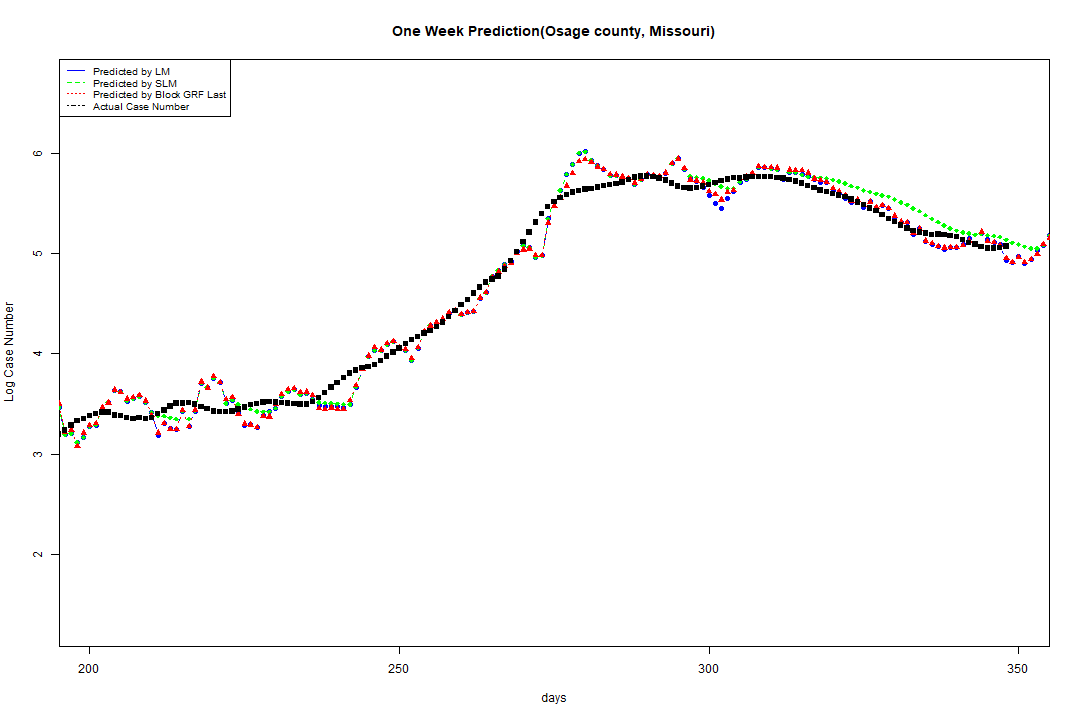 One Week Prediction(Osage county, Missouri)
Predicted by LM
Predicted by SLM
Predicted by Block GRF Last
Actual Case Number
6
5
4
3
2
Log Case Number
200 250 300 350
days